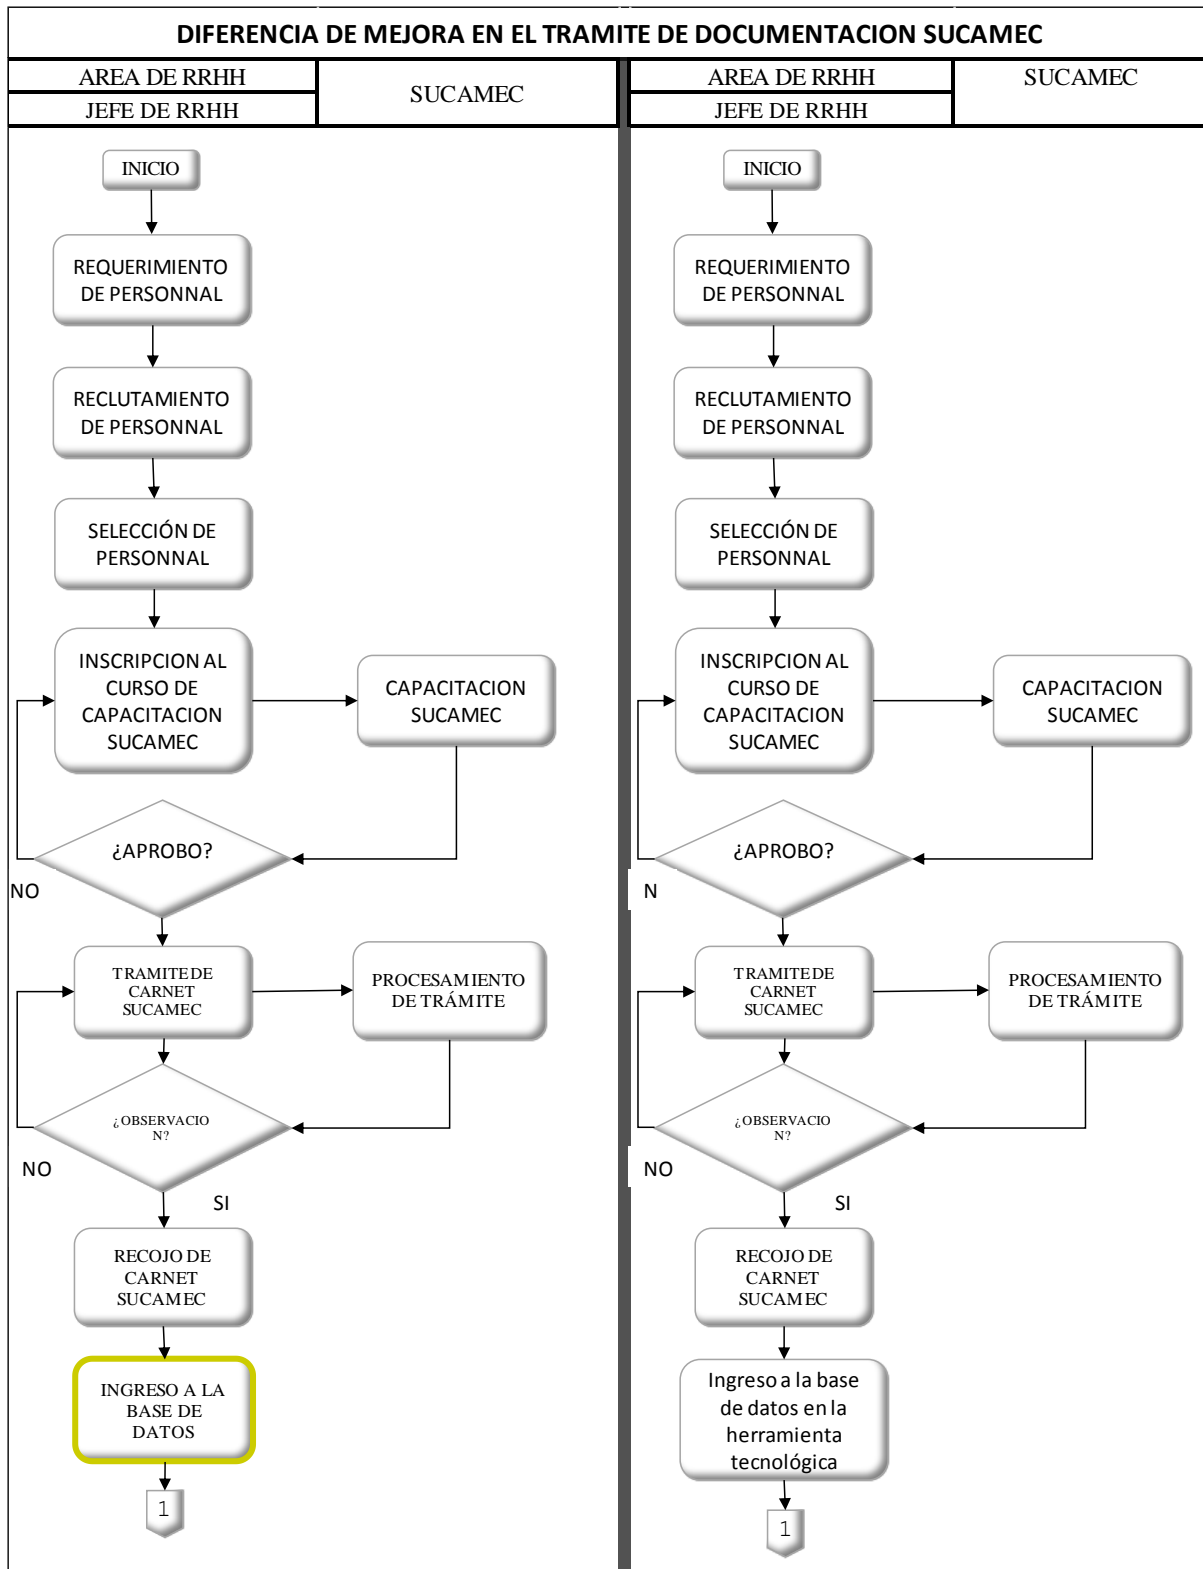 DIFERENCIA DE MEJORA EN EL TRAMITE DE DOCUMENTACION SUCAMEC
AREA DE RRHH
JEFE DE RRHH
SUCAMEC
AREA DE RRHH
JEFE DE RRHH
SUCAMEC
INICIO
REQUERIMIENTO
DE PERSONNAL
RECLUTAMIENTO
DE PERSONNAL
SELECCIÓN DE
PERSONNAL
INSCRIPCION AL
CURSO DE
CAPACITACION
SUCAMEC
CAPACITACION
SUCAMEC
¿APROBO?
NO
TRAMITE DE
CARNET
SUCAMEC
PROCESAMIENTO
DE TRÁMITE
¿OBSERVACIO
N?
NO
SI
RECOJO DE
CARNET
SUCAMEC
INGRESO A LA
BASE DE
DATOS
1
INICIO
REQUERIMIENTO
DE PERSONNAL
RECLUTAMIENTO
DE PERSONNAL
SELECCIÓN DE
PERSONNAL
INSCRIPCION AL
CURSO DE
CAPACITACION
SUCAMEC
CAPACITACION
SUCAMEC
¿APROBO?
N
TRAMITE DE
CARNET
SUCAMEC
PROCESAMIENTO
DE TRÁMITE
¿OBSERVACIO
N?
NO
SI
RECOJO DE
CARNET
SUCAMEC
Ingreso a la base
de datos en la
herramienta
tecnológica
1